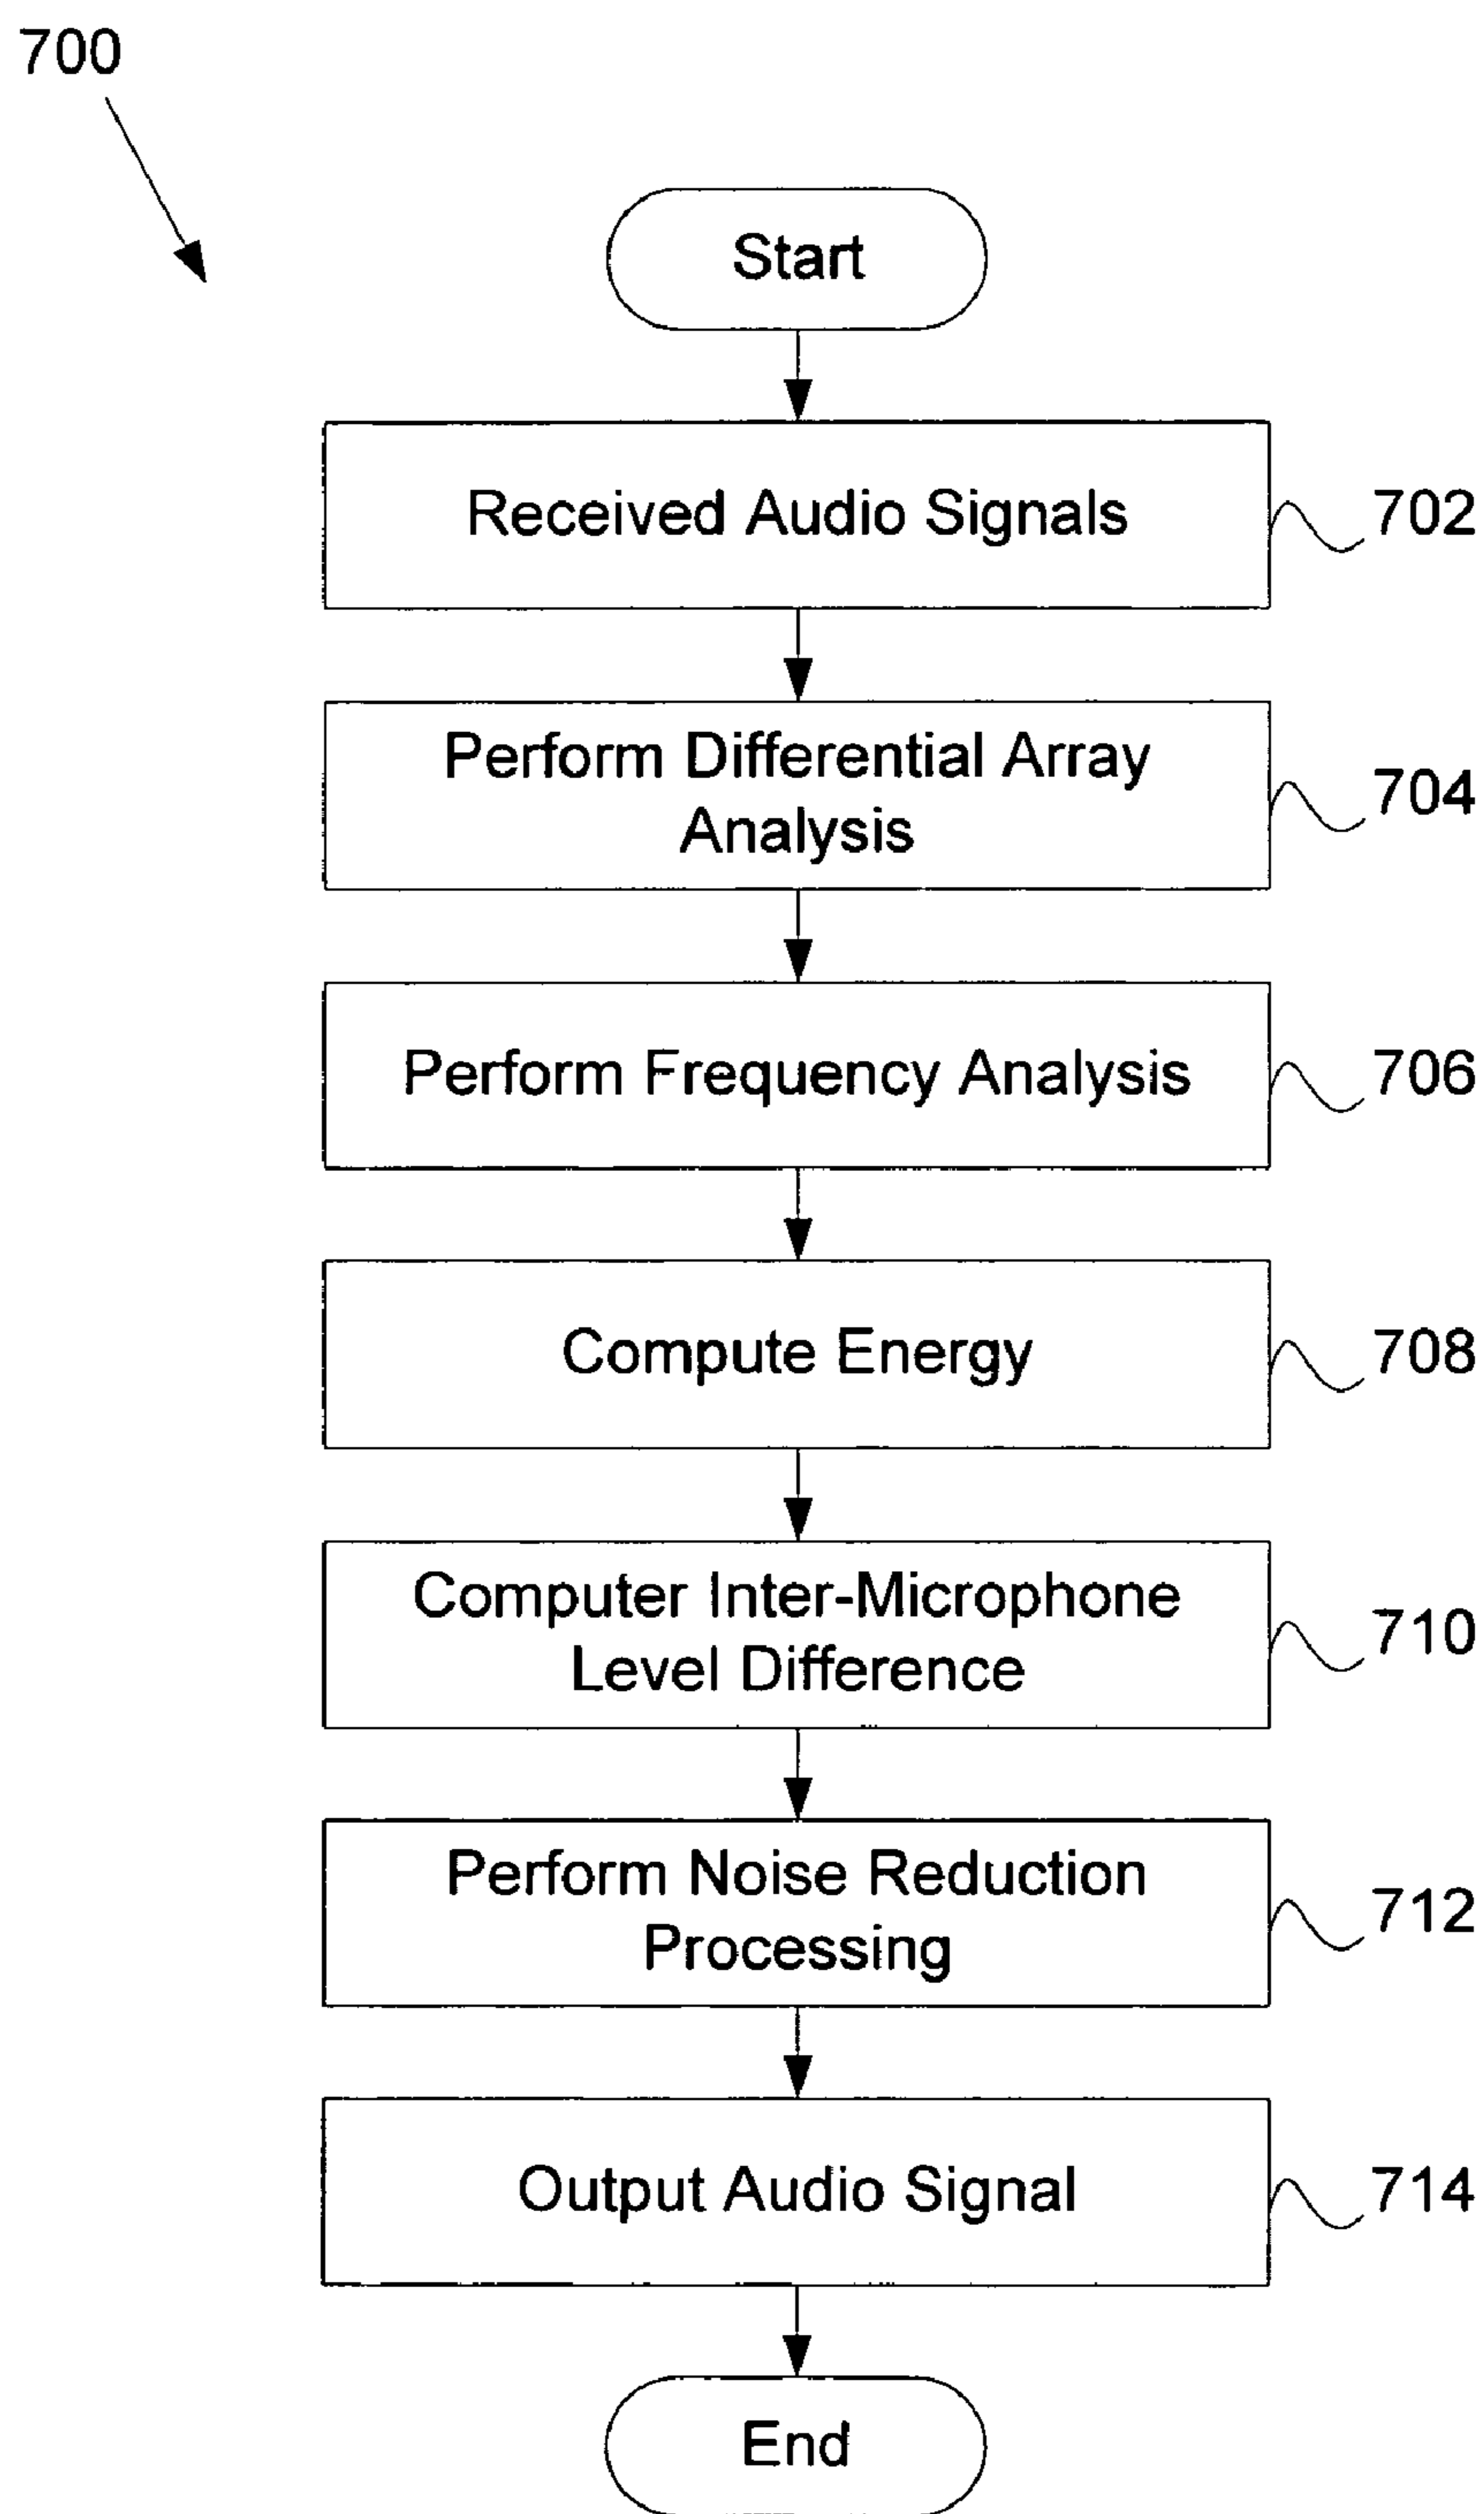 700
Start
Received Audio Signals
702
Perform Differential Array
Analysis
704
Perform Frequency Analysis
706
Compute Energy
708
Computer Inter-Microphone
Level Difference
710
Perform Noise Reduction
Processing
712
Output Audio Signal
714
End